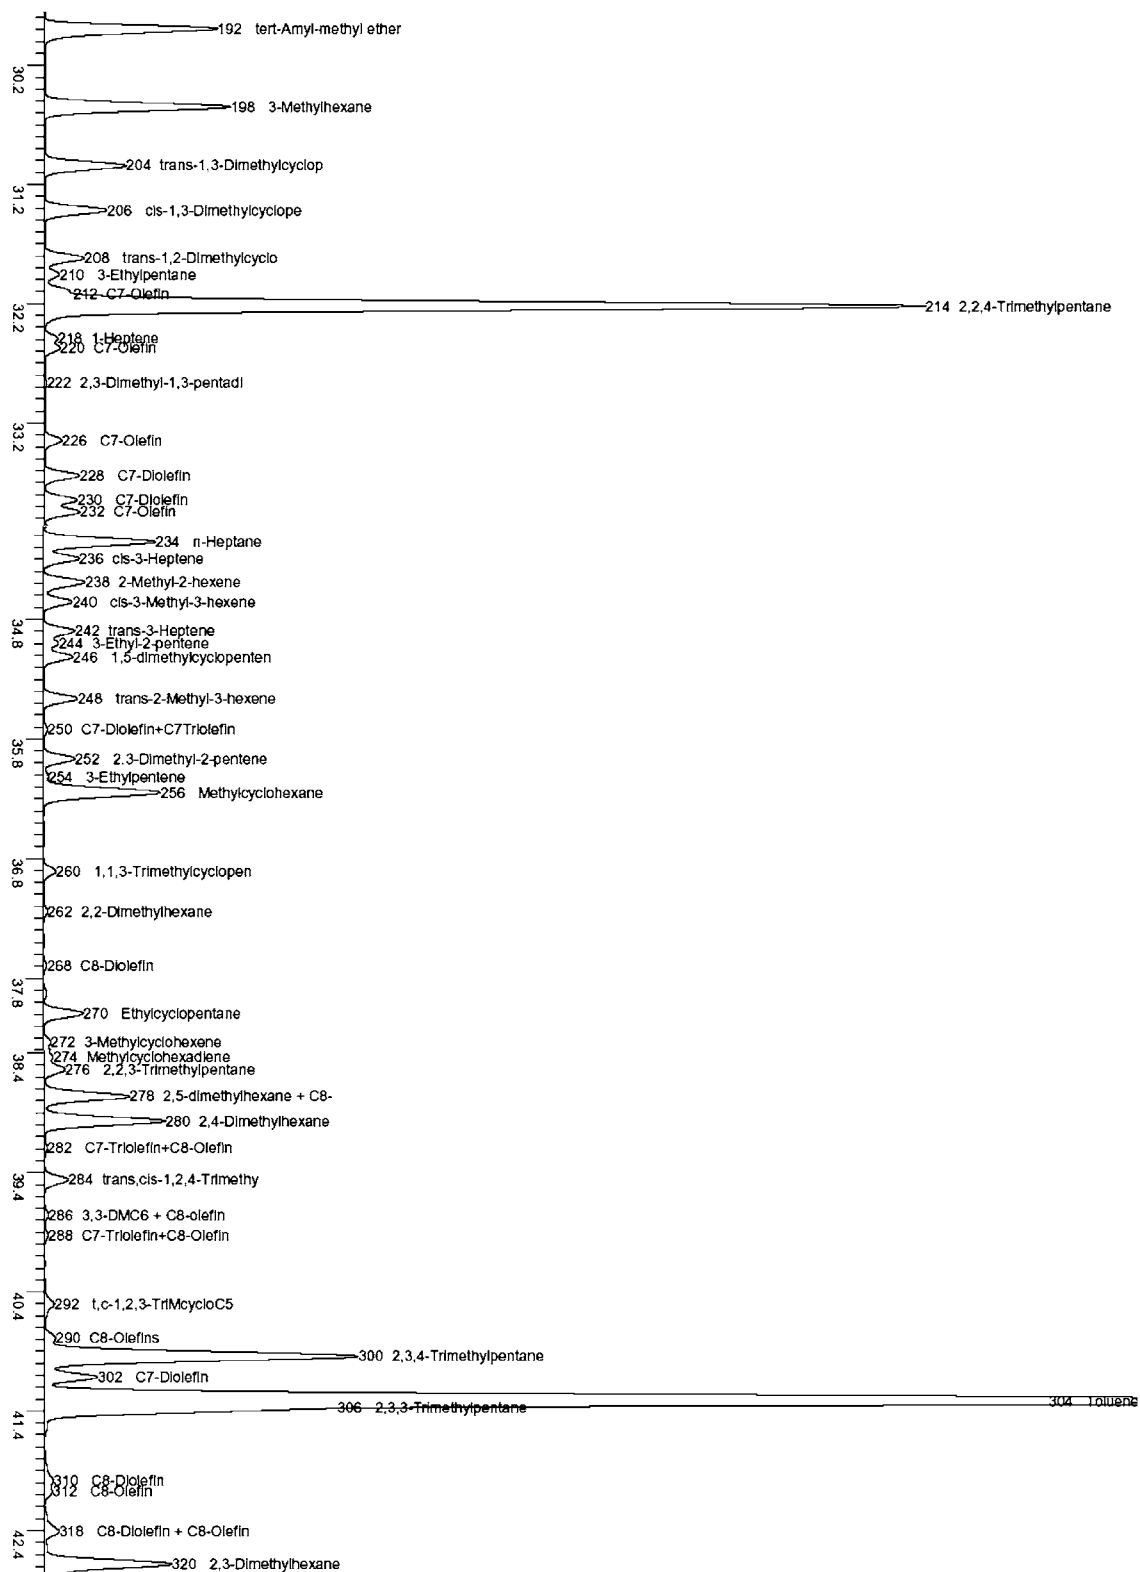 192 tert-Amyl-methyl ether
30.2
198 3-Methylhexane
204 trans-1,3-Dimethylcyclop
31.2
206 cis-1,3-Dimethylcyclope
208 trans-1,2-Dimethylcyclo
210 3-Ethylpentane
212 C7-Olefin
32.2
214 2,2,4-Trimethylpentane
218 1-Heptene
220 C7-Olefin
222 2,3-Dimethyl-1,3-pentadi
33.2
226 C7-Olefin
228 C7-Diolefin
230 C7-Diolefin
232 C7-Olefin
234 n-Heptane
236 cis-3-Heptene
238 2-Methyl-2-hexene
240 cis-3-Methyl-3-hexene
34.8
242 trans-3-Heptene
244 3-Ethyl-2-pentene
246 1,5-dimethylcyclopenten
248 trans-2-Methyl-3-hexene
250 C7-Diolefin+C7Triolefin
35.8
252 2.3-Dimethyl-2-pentene
254 3-Ethylpentene
256 Methylcyclohexane
36.8
260 1,1,3-Trimethylcyclopen
262 2,2-Dimethylhexane
268 C8-Diolefin
37.8
270 Ethylcyclopentane
272 3-Methylcyclohexene
274 Methylcyclohexadiene
38.4
276 2,2,3-Trimethylpentane
278 2,5-dimethylhexane + C8-
280 2,4-Dimethylhexane
282 C7-Triolefin+C8-Olefin
39.4
284 trans,cis-1,2,4-Trimethy
286 3,3-DMC6 + C8-olefin
288 C7-Triolefin+C8-Olefin
40.4
292 t,c-1,2,3-TriMcycloC5
290 C8-Olefins
300 2,3,4-Trimethylpentane
302 C7-Diolefin
304 Toluene
306 2,3,3-Trimethylpentane
41.4
310 C8-Diolefin
312 C8-Olefin
318 C8-Diolefin + C8-Olefin
42.4
320 2,3-Dimethylhexane